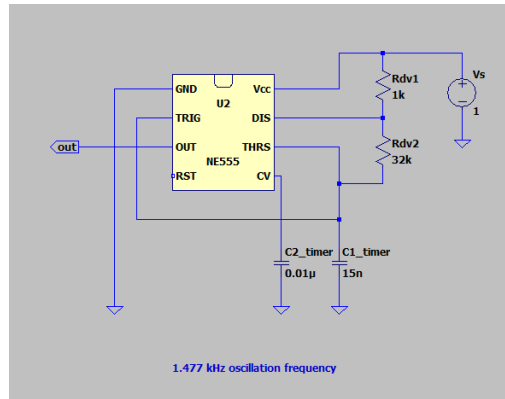 Vs
1
Rdv1
1k
Rdv2
32k
GND
Vcc
U2
TRIG
DIS
out
OUT
THRS
NE555
RST
CV
C2_timer
0.01µ
C1_timer
15n
1.477 kHz oscillation frequency